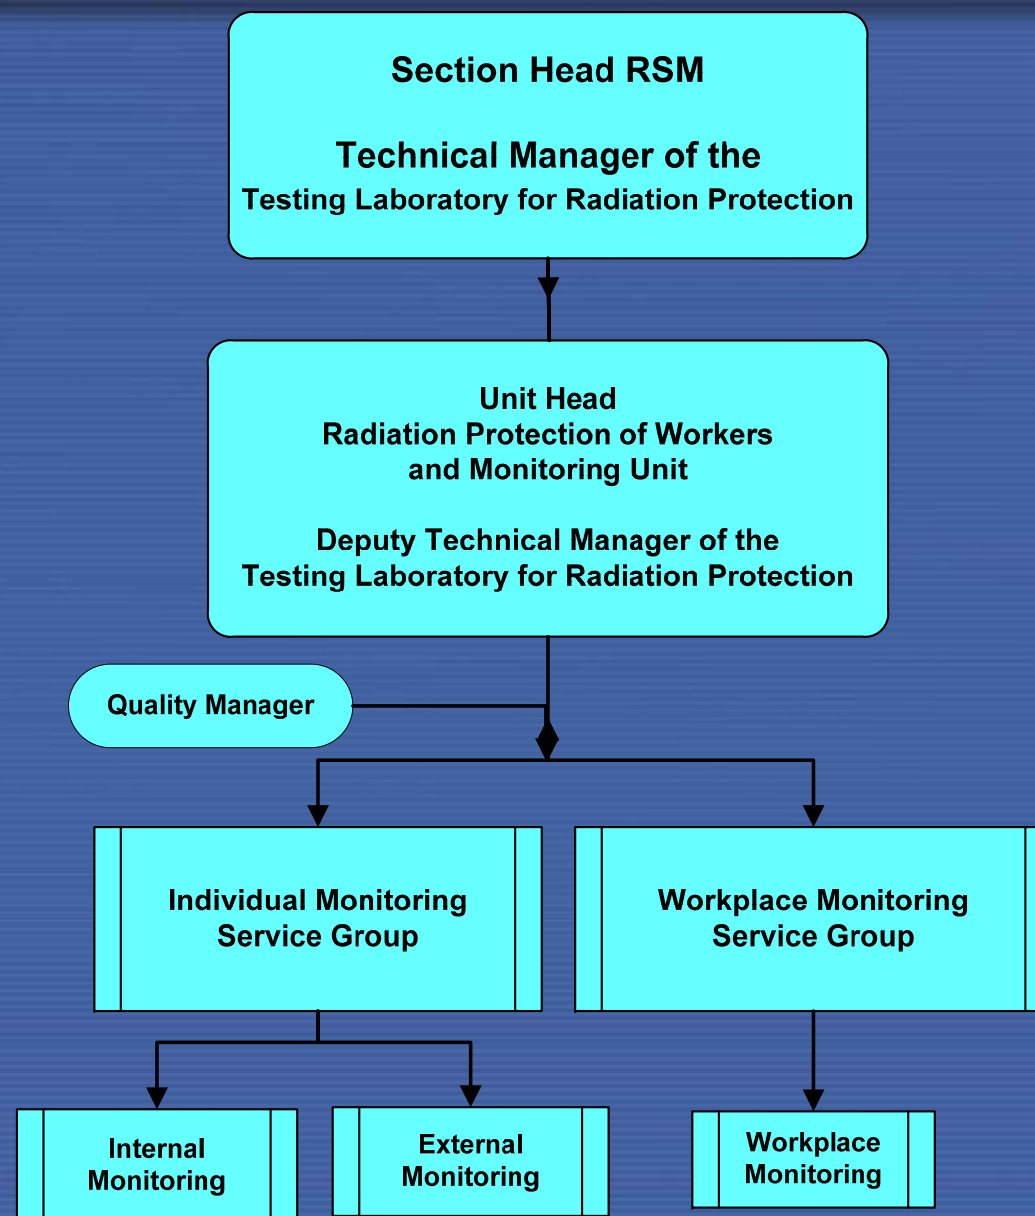 Section Head RSM
Technical Manager of the
Testing Laboratory for Radiation Protection
Unit Head
Radiation Protection of Workers
and Monitoring Unit
Deputy Technical Manager of the
Testing Laboratory for Radiation Protection
Quality Manager
Individual Monitoring
Service Group
Workplace Monitoring
Service Group
Internal
Monitoring
External
Monitoring
Workplace
Monitoring